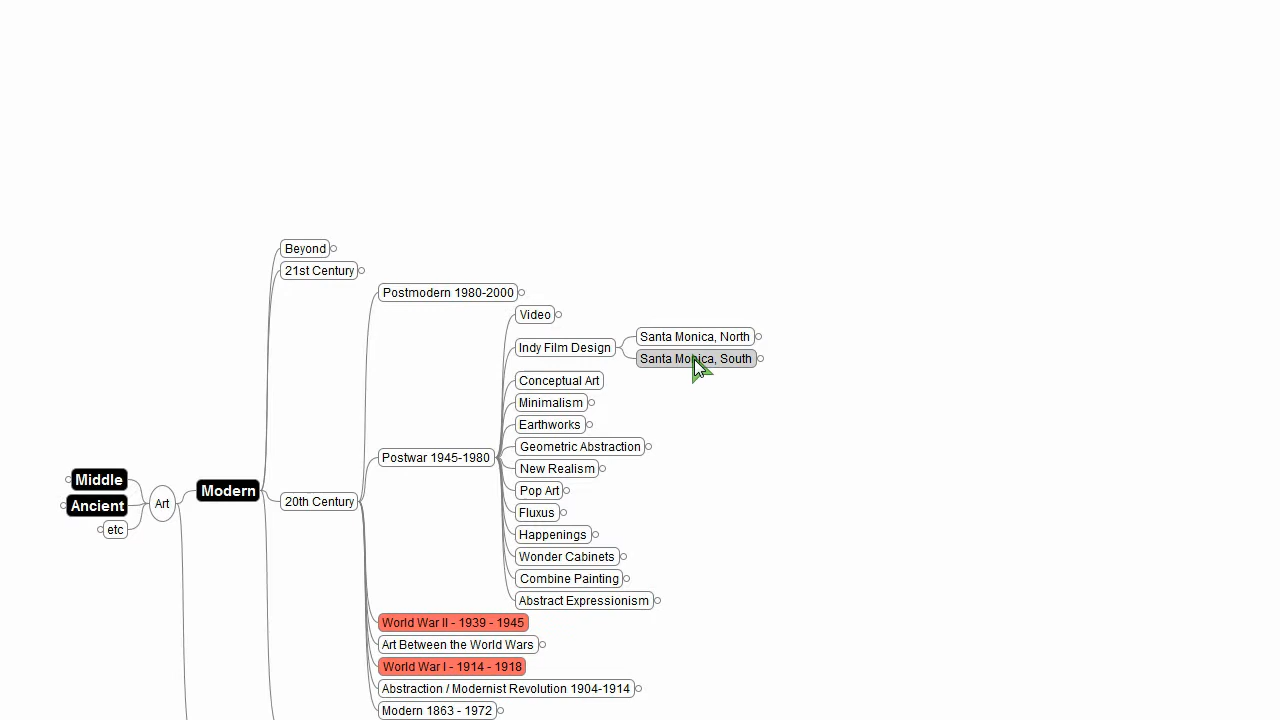 Beyond
21st Century
Postmodern 1980-2000
Video
Santa Monica, North
Indy Film Design
Santa Monica, South
Conceptual Art
Minimalism
Earthworks
Geometric Abstraction
Postwar 1945-1980
New Realism
Middle
Modern
Pop Art
Ancient
Art
20th Century
Fluxus
etc
Happenings
Wonder Cabinets
Combine Painting
Abstract Expressionism
World War II - 1939 - 1945
Art Between the World Wars
World War I - 1914 - 1918
Abstraction / Modernist Revolution 1904-1914
Modern 1863 - 1972